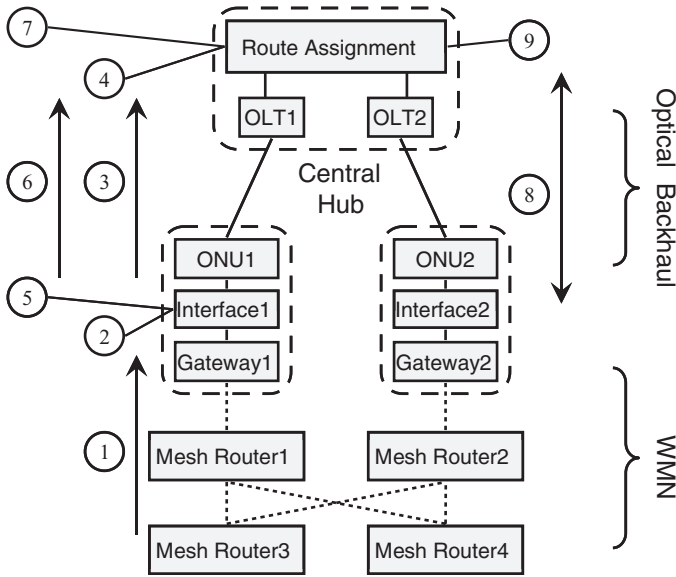 7
Route Assignment
9
4
OLT1
OLT2
Central
Hub
6
3
8
Optical Backhaul
ONU1
ONU2
5
Interface1
Interface2
2
Gateway1
Gateway2
1
Mesh Router1
Mesh Router2
WMN
Mesh Router3
Mesh Router4